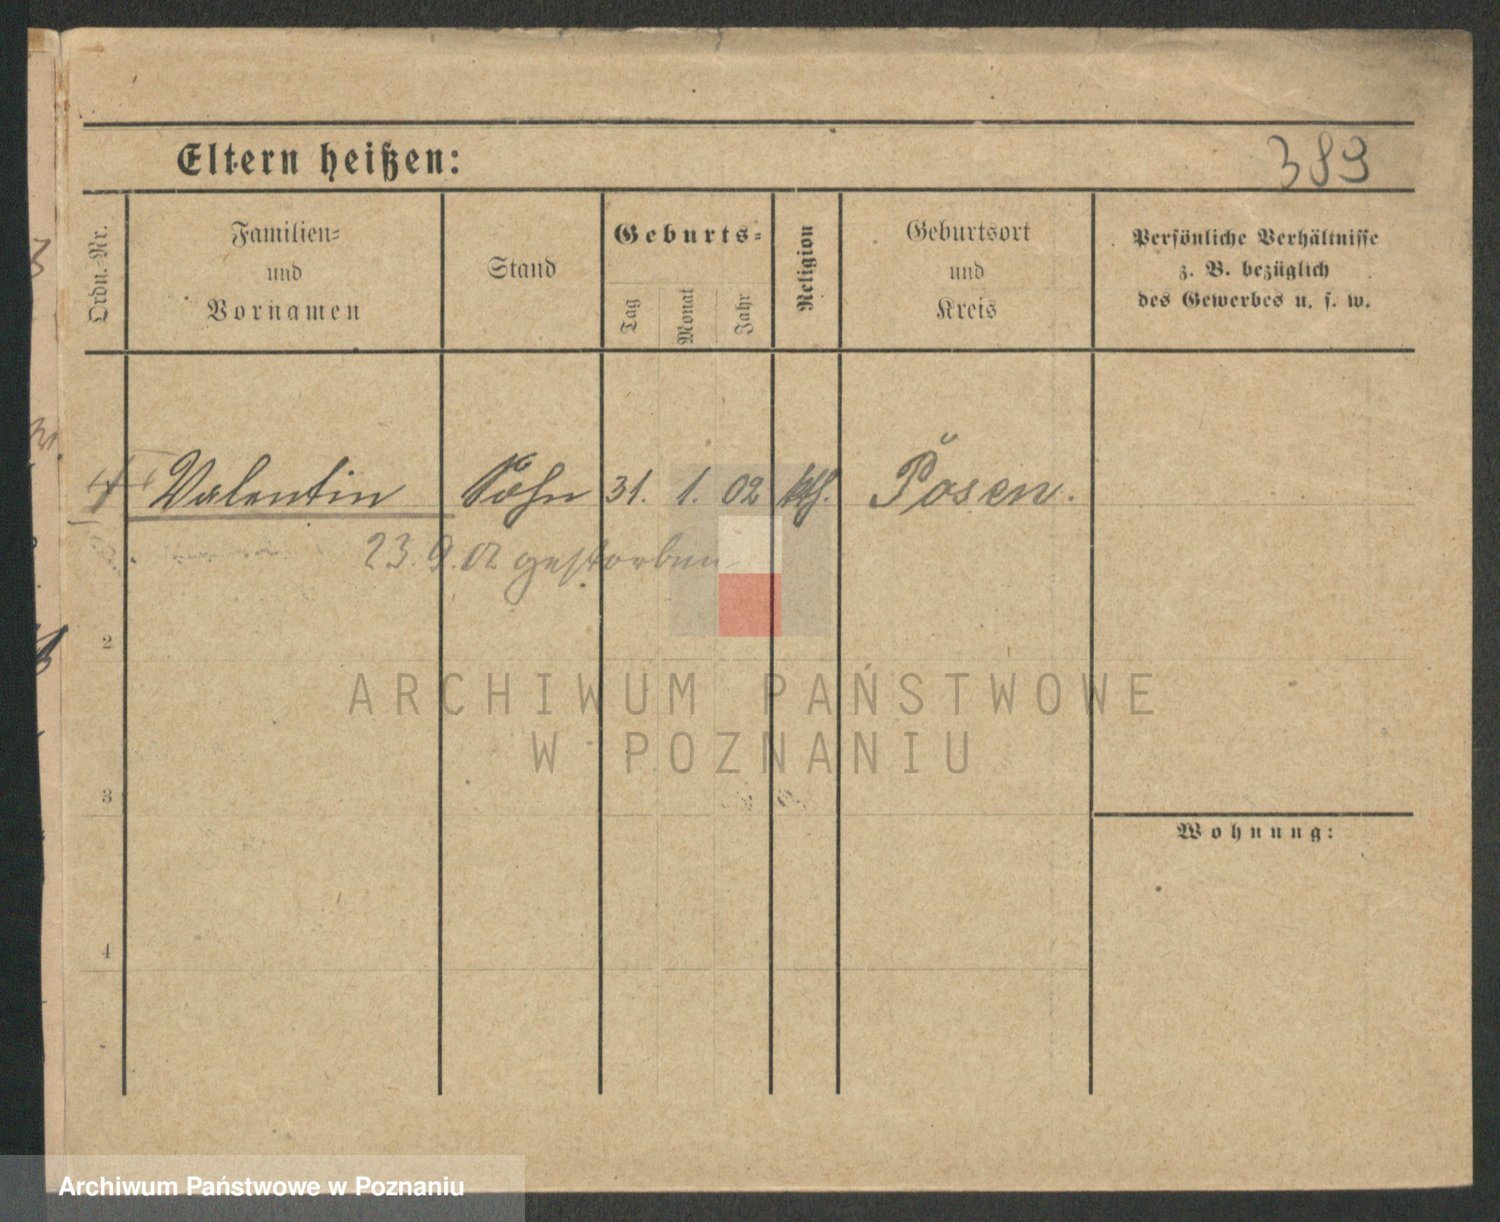 Eltern heißen:
389
Ordn.-Nr.
Familien-
und
Vornamen
Stand
Geburts-
Tag
Monat
Jahr
Religion
Geburtsort
und
Kreis
Persönliche Verhältnisse
z. B. bezüglich
des Gewerbes u. s. w.
Valentin Sohn 31. 1. 02 kth. Posen.
23.9.02 gestorben
2
3
4
Wohnung:
ARCHIWUM PAŃSTWOWE
W POZNANIU
Archiwum Państwowe w Poznaniu